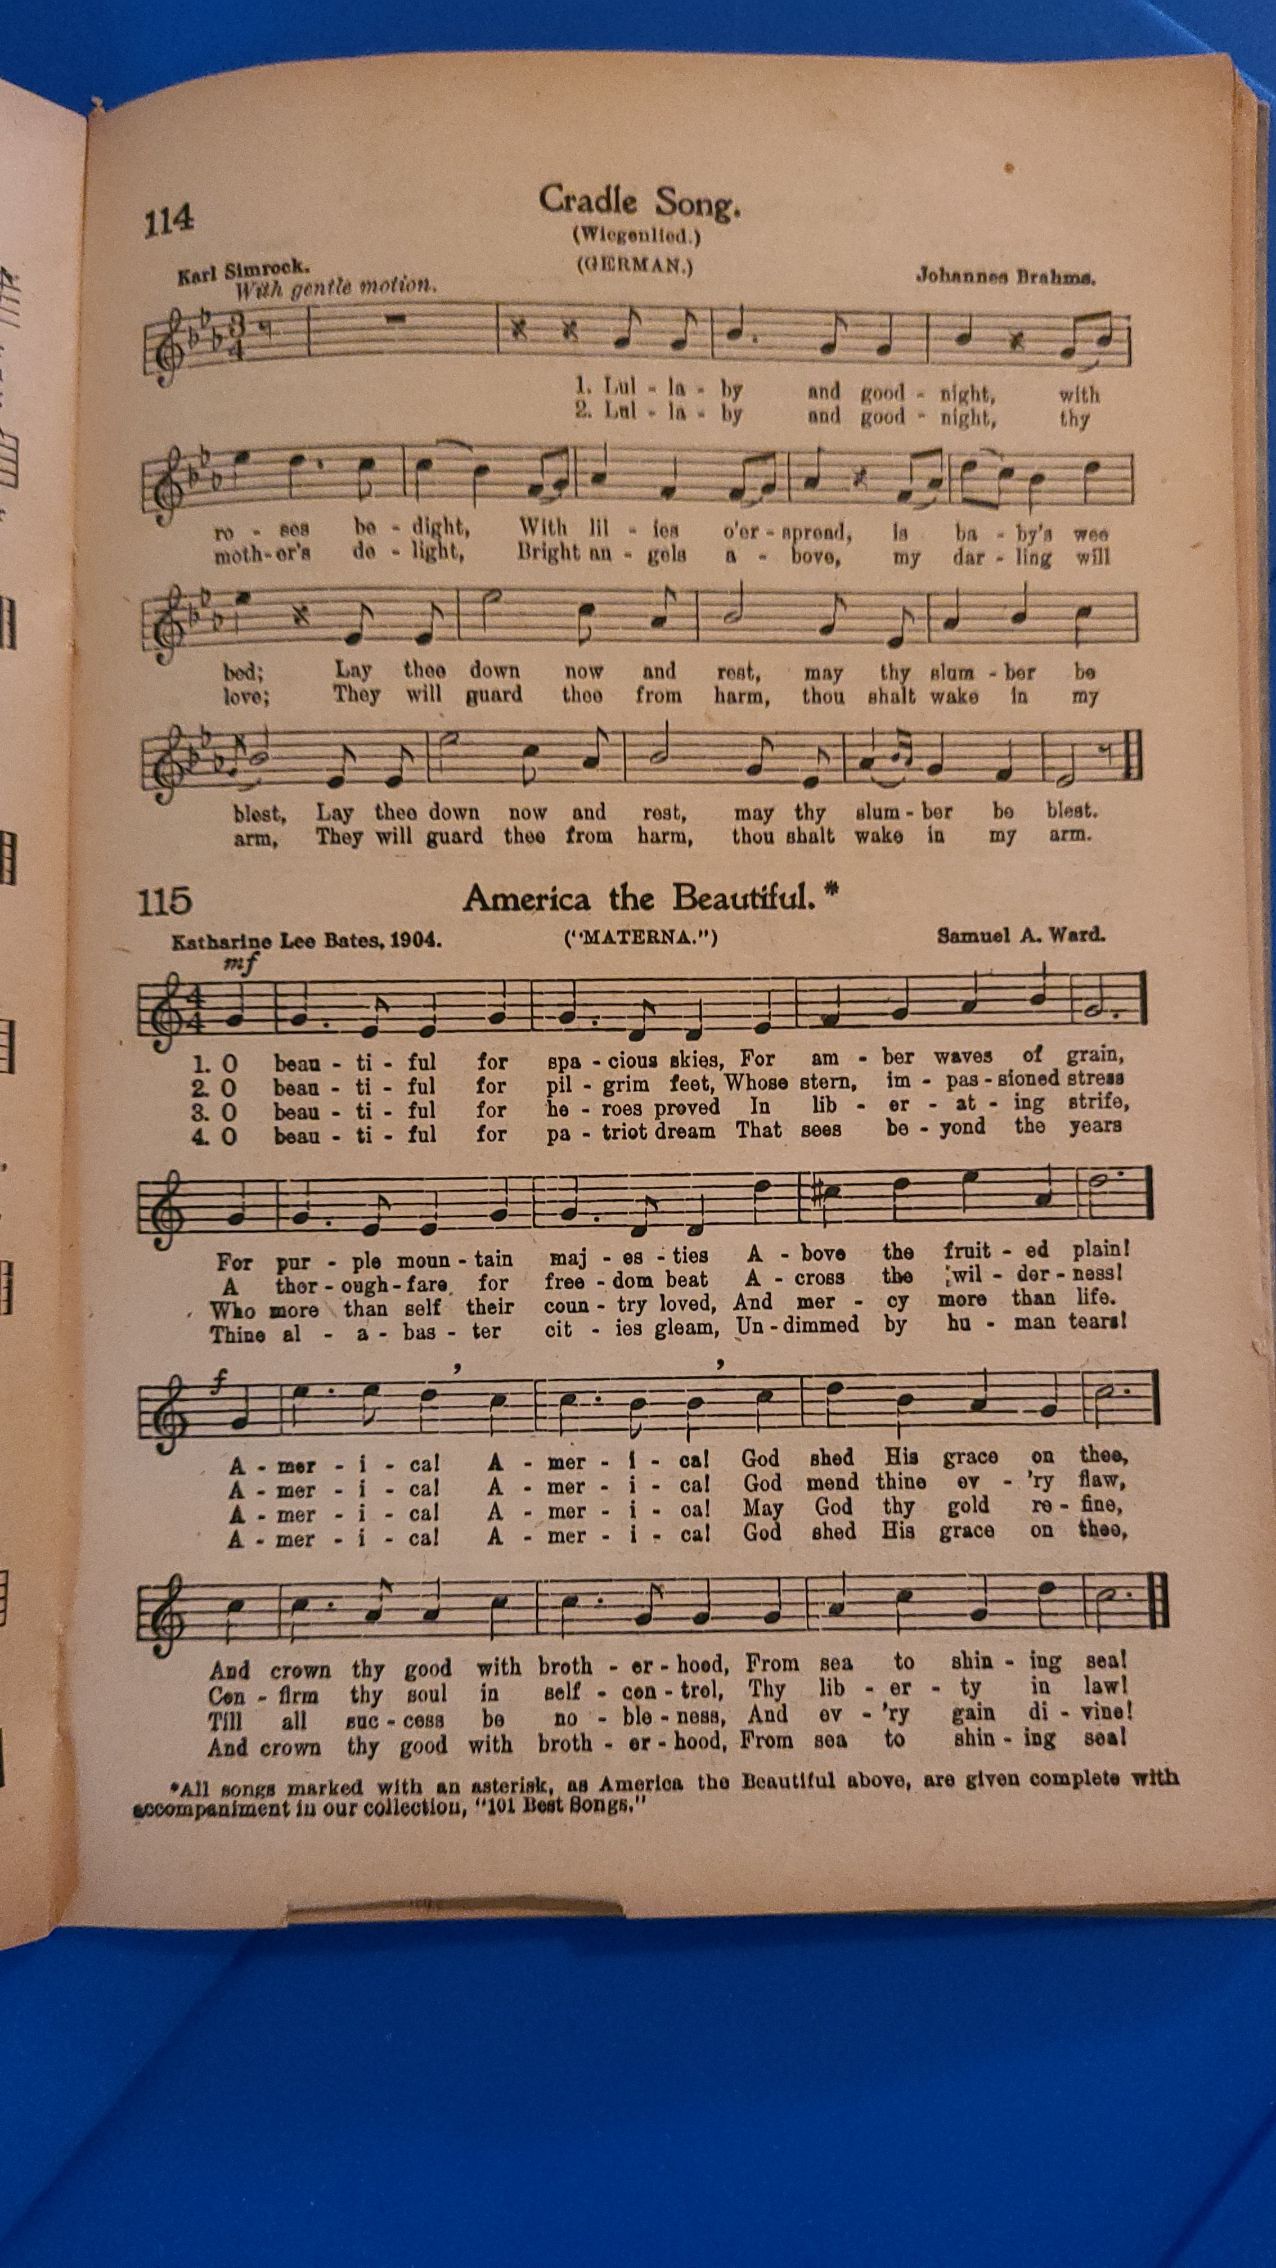 114
Cradle Song.
(Wiegenlied.)
(GERMAN.)
Karl Simrock.
Johannes Brahms.
With gentle motion.
3
4
1. Lul - la - by and good - night, with
2. Lul - la - by and good - night, thy
ro - ses be - dight, With lil - ies o'er - spread, is ba - by's wee
moth - er's de - light, Bright an - gels a - bove, my dar - ling will
bed; Lay thee down now and rest, may thy slum - ber be
love; They will guard thee from harm, thou shalt wake in my
blest, Lay thee down now and rest, may thy slum - ber be blest.
arm, They will guard thee from harm, thou shalt wake in my arm.
115
America the Beautiful.*
Katharine Lee Bates, 1904.
("MATERNA.")
Samuel A. Ward.
mf
4
4
1. O beau - ti - ful for spa - cious skies, For am - ber waves of grain,
2. O beau - ti - ful for pil - grim feet, Whose stern, im - pas - sioned stress
3. O beau - ti - ful for he - roes proved In lib - er - at - ing strife,
4. O beau - ti - ful for pa - triot dream That sees be - yond the years
For pur - ple moun - tain maj - es - ties A - bove the fruit - ed plain!
A thor - ough - fare for free - dom beat A - cross the wil - der - ness!
Who more than self their coun - try loved, And mer - cy more than life.
Thine al - a - bas - ter cit - ies gleam, Un - dimmed by hu - man tears!
f
A - mer - i - ca! A - mer - i - ca! God shed His grace on thee,
A - mer - i - ca! A - mer - i - ca! God mend thine ev - 'ry flaw,
A - mer - i - ca! A - mer - i - ca! May God thy gold re - fine,
A - mer - i - ca! A - mer - i - ca! God shed His grace on thee,
And crown thy good with broth - er - hood, From sea to shin - ing sea!
Con - firm thy soul in self - con - trol, Thy lib - er - ty in law!
Till all suc - cess be no - ble - ness, And ev - 'ry gain di - vine!
And crown thy good with broth - er - hood, From sea to shin - ing sea!
*All songs marked with an asterisk, as America the Beautiful above, are given complete with
accompaniment in our collection, "101 Best Songs."